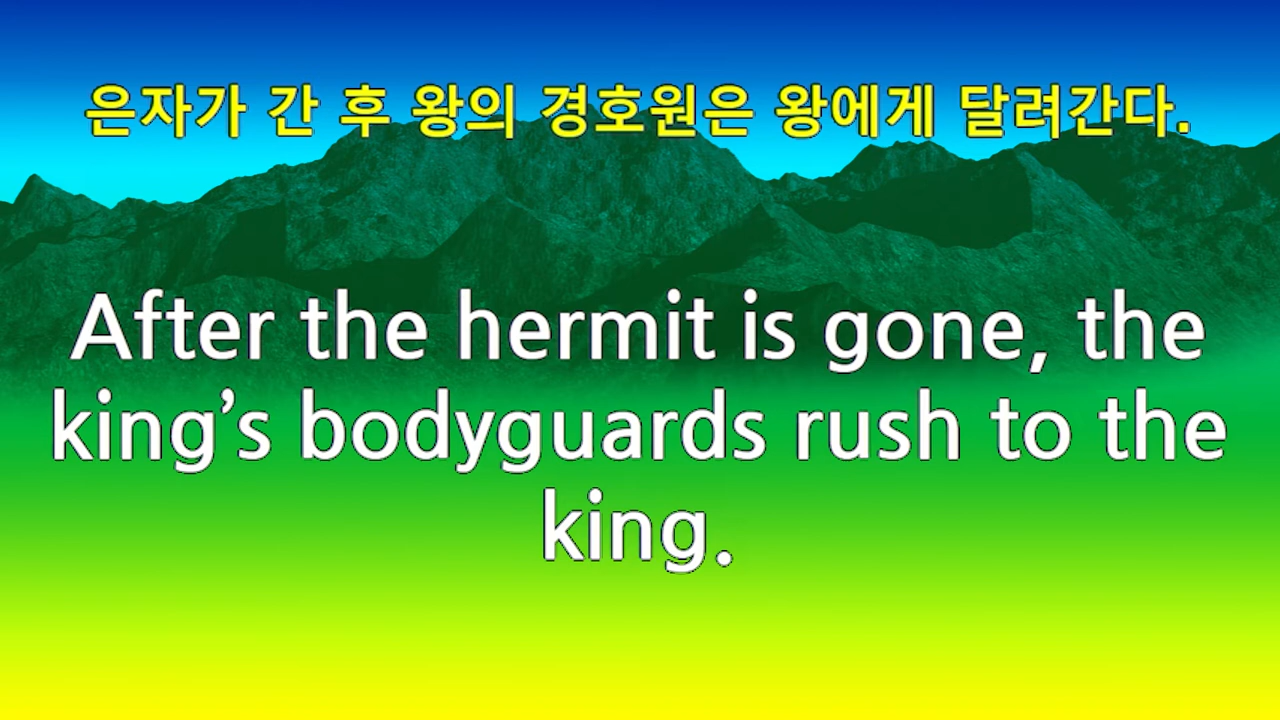 은자가 간 후 왕의 경호원은 왕에게 달려간다.
After the hermit is gone, the
king’s bodyguards rush to the
king.